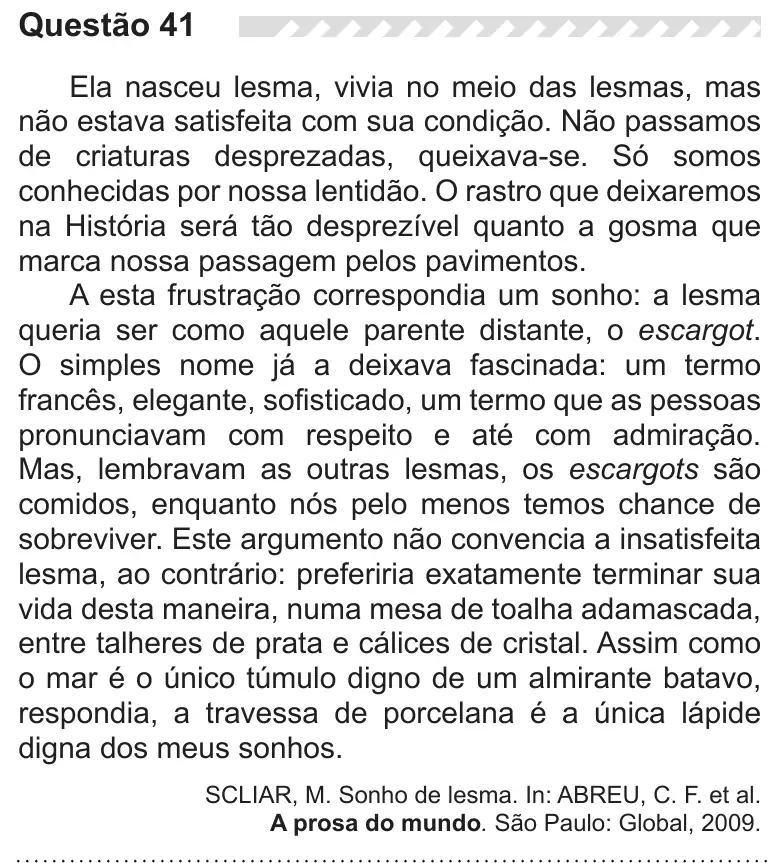 Questão 41
Ela nasceu lesma, vivia no meio das lesmas, mas
não estava satisfeita com sua condição. Não passamos
de criaturas desprezadas, queixava-se. Só somos
conhecidas por nossa lentidão. O rastro que deixaremos
na História será tão desprezível quanto a gosma que
marca nossa passagem pelos pavimentos.
A esta frustração correspondia um sonho: a lesma
queria ser como aquele parente distante, o escargot.
O simples nome já a deixava fascinada: um termo
francês, elegante, sofisticado, um termo que as pessoas
pronunciavam com respeito e até com admiração.
Mas, lembravam as outras lesmas, os escargots são
comidos, enquanto nós pelo menos temos chance de
sobreviver. Este argumento não convencia a insatisfeita
lesma, ao contrário: preferiria exatamente terminar sua
vida desta maneira, numa mesa de toalha adamascada,
entre talheres de prata e cálices de cristal. Assim como
o mar é o único túmulo digno de um almirante batavo,
respondia, a travessa de porcelana é a única lápide
digna dos meus sonhos.
SCLIAR, M. Sonho de lesma. In: ABREU, C. F. et al.
A prosa do mundo. São Paulo: Global, 2009.